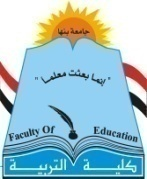 جامعة بنها
" إنما بعثت معلما "
Faculty Of Education
كلية التربية